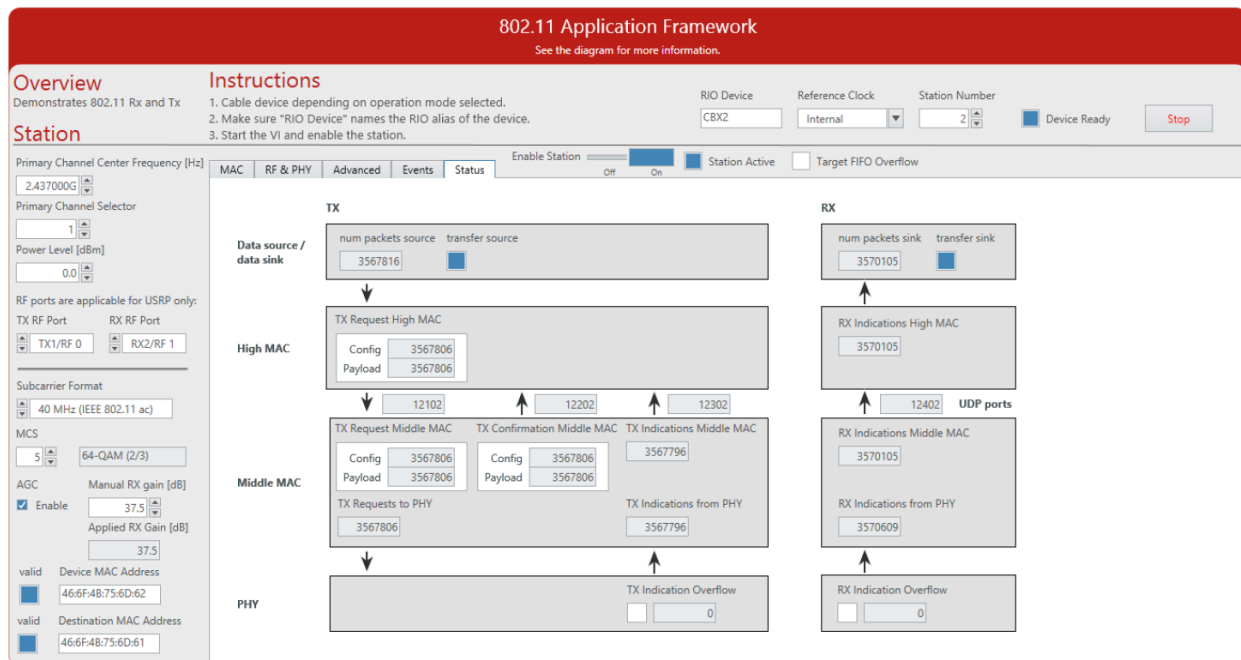 802.11 Application Framework
See the diagram for more information.
Overview
Demonstrates 802.11 Rx and Tx
Station
Instructions
1. Cable device depending on operation mode selected.
2. Make sure "RIO Device" names the RIO alias of the device.
3. Start the VI and enable the station.
RIO Device
CBX2
Reference Clock
Internal
Station Number
2
Device Ready
Stop
Primary Channel Center Frequency [Hz]
2.437000G
Primary Channel Selector
1
Power Level [dBm]
0.0
RF ports are applicable for USRP only:
TX RF Port RX RF Port
TX1/RF 0 RX2/RF 1
Subcarrier Format
40 MHz (IEEE 802.11 ac)
MCS
5 64-QAM (2/3)
AGC Manual RX gain [dB]
Enable 37.5
Applied RX Gain [dB]
37.5
valid Device MAC Address
46:6F:4B:75:6D:62
valid Destination MAC Address
46:6F:4B:75:6D:61
MAC RF & PHY Advanced Events Status
Enable Station Off On
Station Active
Target FIFO Overflow
TX RX
Data source /
data sink
num packets source transfer source
3567816
num packets sink transfer sink
3570105
High MAC
TX Request High MAC
Config 3567806
Payload 3567806
RX Indications High MAC
3570105
12102 12202 12302 12402 UDP ports
Middle MAC
TX Request Middle MAC TX Confirmation Middle MAC TX Indications Middle MAC
Config 3567806 Config 3567806 3567796
Payload 3567806 Payload 3567806
TX Requests to PHY TX Indications from PHY
3567806 3567796
RX Indications Middle MAC
3570105
RX Indications from PHY
3570609
PHY
TX Indication Overflow
0
RX Indication Overflow
0